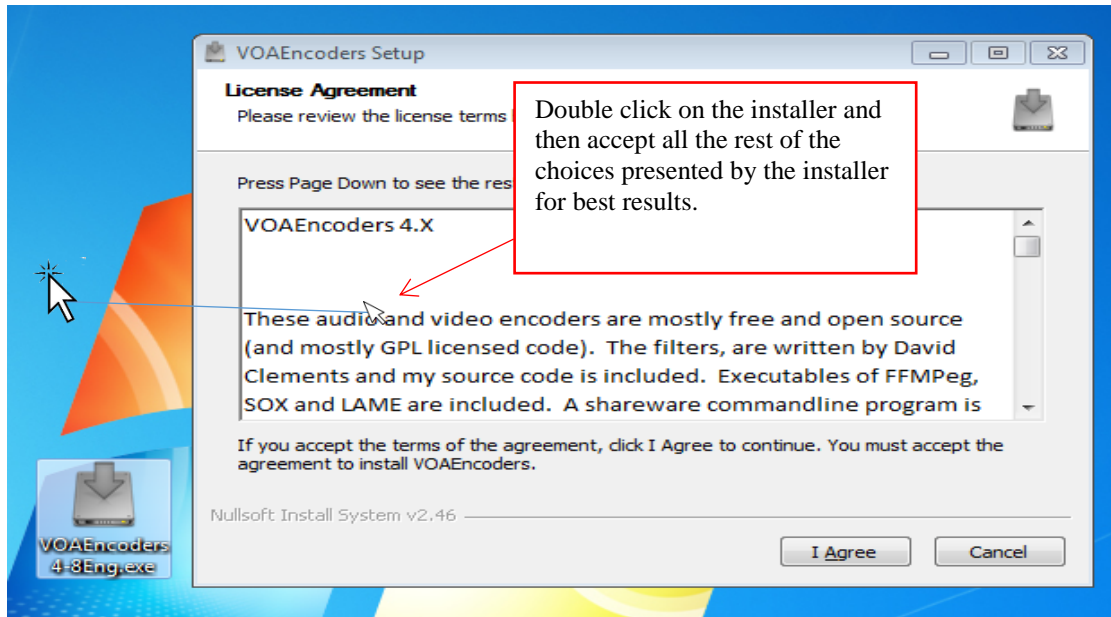 VOAEncoders Setup
License Agreement
Please review the license terms
Double click on the installer and
then accept all the rest of the
choices presented by the installer
for best results.
Press Page Down to see the res
VOAEncoders 4.X
These audio and video encoders are mostly free and open source
(and mostly GPL licensed code).  The filters, are written by David
Clements and my source code is included.  Executables of FFMPeg,
SOX and LAME are included.  A shareware commandline program is
If you accept the terms of the agreement, click I Agree to continue. You must accept the
agreement to install VOAEncoders.
Nullsoft Install System v2.46
I Agree
Cancel
VOAEncoders
4-8Eng.exe